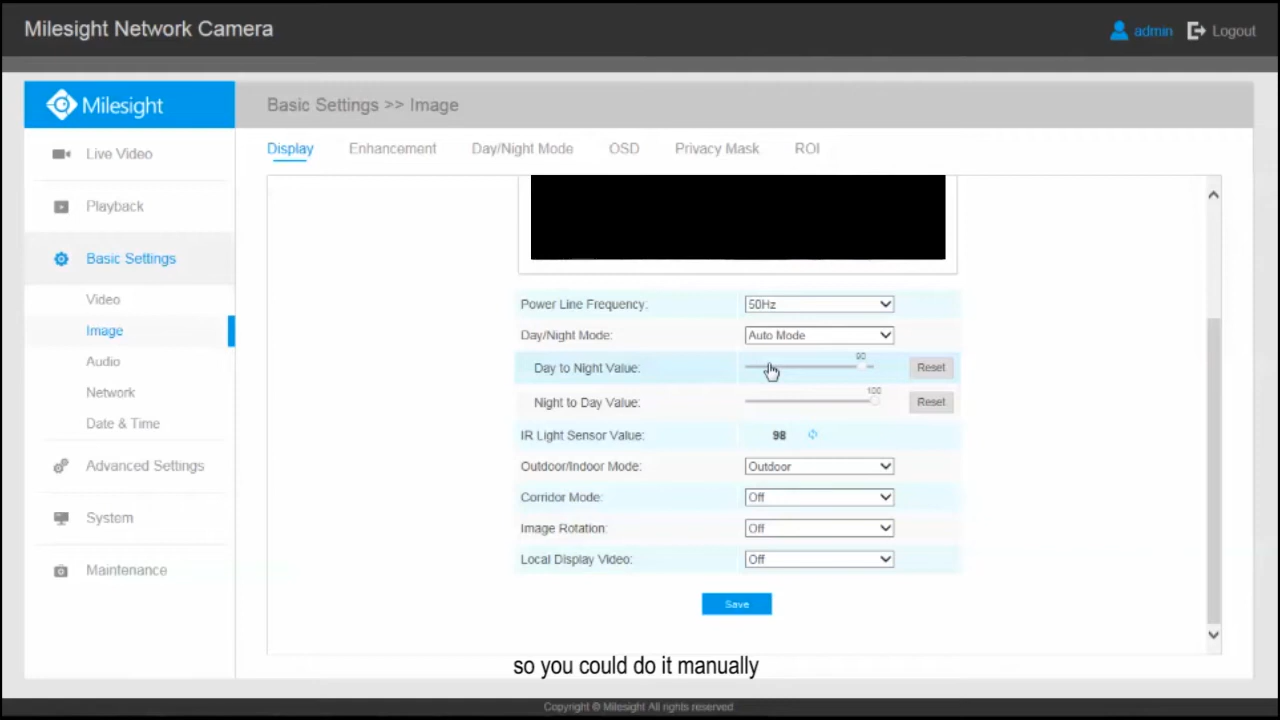 Milesight Network Camera
admin
Logout
Milesight
Basic Settings >> Image
Live Video
Playback
Basic Settings
Video
Image
Audio
Network
Date & Time
Advanced Settings
System
Maintenance
Display
Enhancement
Day/Night Mode
OSD
Privacy Mask
ROI
Power Line Frequency: 50Hz
Day/Night Mode: Auto Mode
Day to Night Value: 90 Reset
Night to Day Value: 100 Reset
IR Light Sensor Value: 98
Outdoor/Indoor Mode: Outdoor
Corridor Mode: Off
Image Rotation: Off
Local Display Video: Off
Save
so you could do it manually
Copyright © Milesight All rights reserved